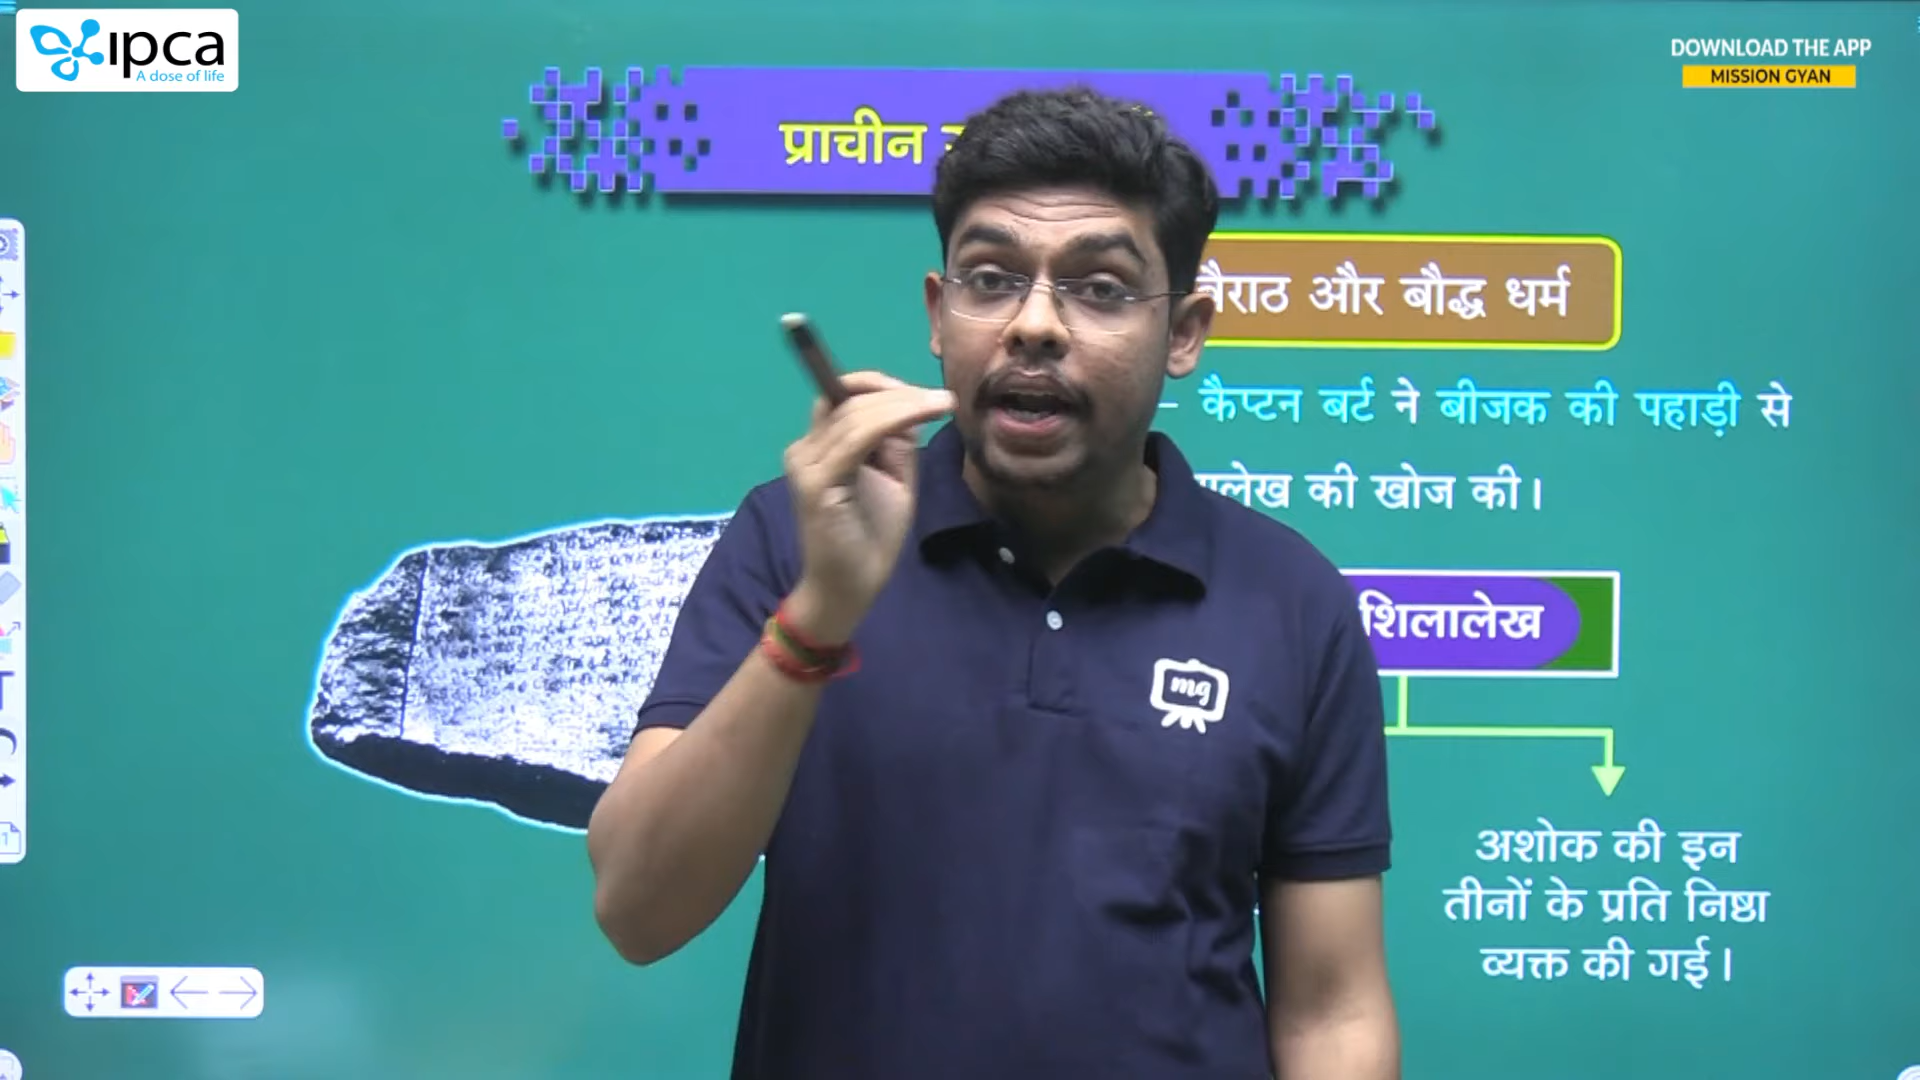 ipca
A dose of life
DOWNLOAD THE APP
MISSION GYAN
प्राचीन
बैराठ और बौद्ध धर्म
– कैप्टन बर्ट ने बीजक की पहाड़ी से
की खोज की।
शिलालेख
mg
अशोक की इन
तीनों के प्रति निष्ठा
व्यक्त की गई।